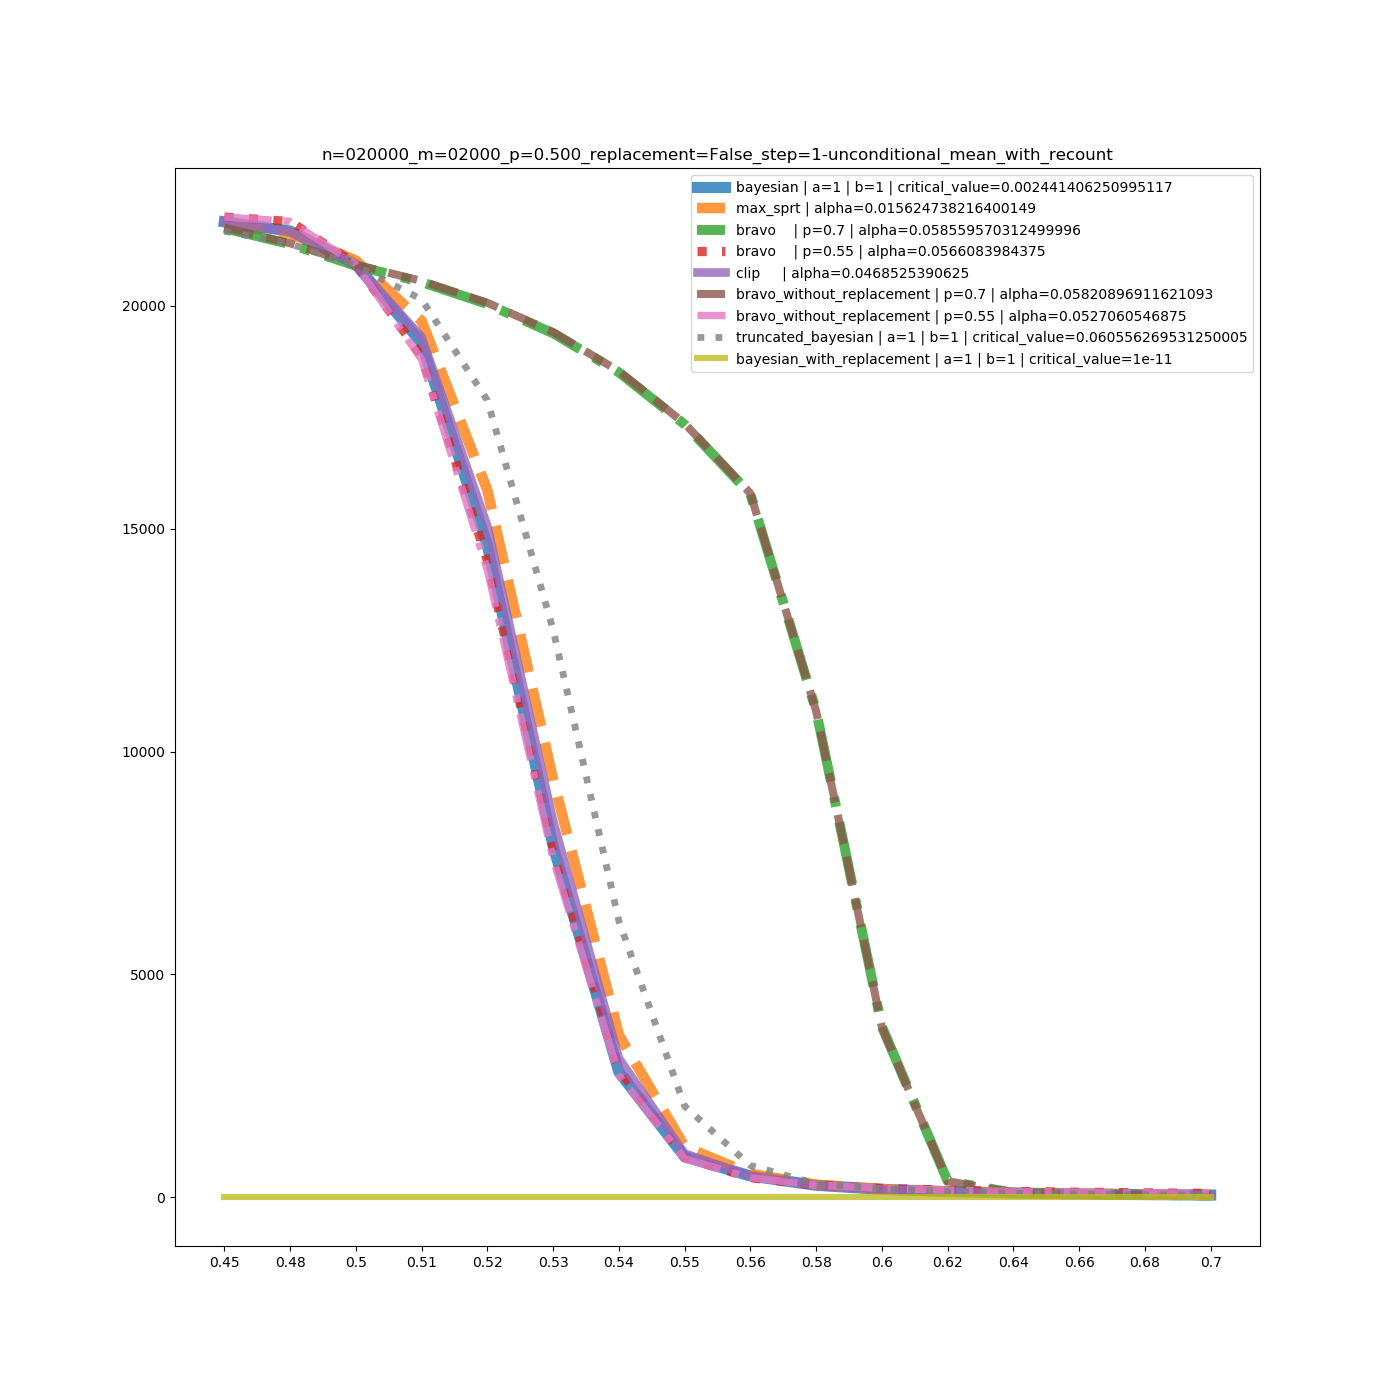 n=020000_m=02000_p=0.500_replacement=False_step=1-unconditional_mean_with_recount
bayesian | a=1 | b=1 | critical_value=0.002441406250995117
max_sprt | alpha=0.015624738216400149
bravo    | p=0.7 | alpha=0.058559570312499996
bravo    | p=0.55 | alpha=0.0566083984375
clip     | alpha=0.0468525390625
bravo_without_replacement | p=0.7 | alpha=0.05820896911621093
bravo_without_replacement | p=0.55 | alpha=0.0527060546875
truncated_bayesian | a=1 | b=1 | critical_value=0.060556269531250005
bayesian_with_replacement | a=1 | b=1 | critical_value=1e-11
20000
15000
10000
5000
0
0.45 0.48 0.5 0.51 0.52 0.53 0.54 0.55 0.56 0.58 0.6 0.62 0.64 0.66 0.68 0.7